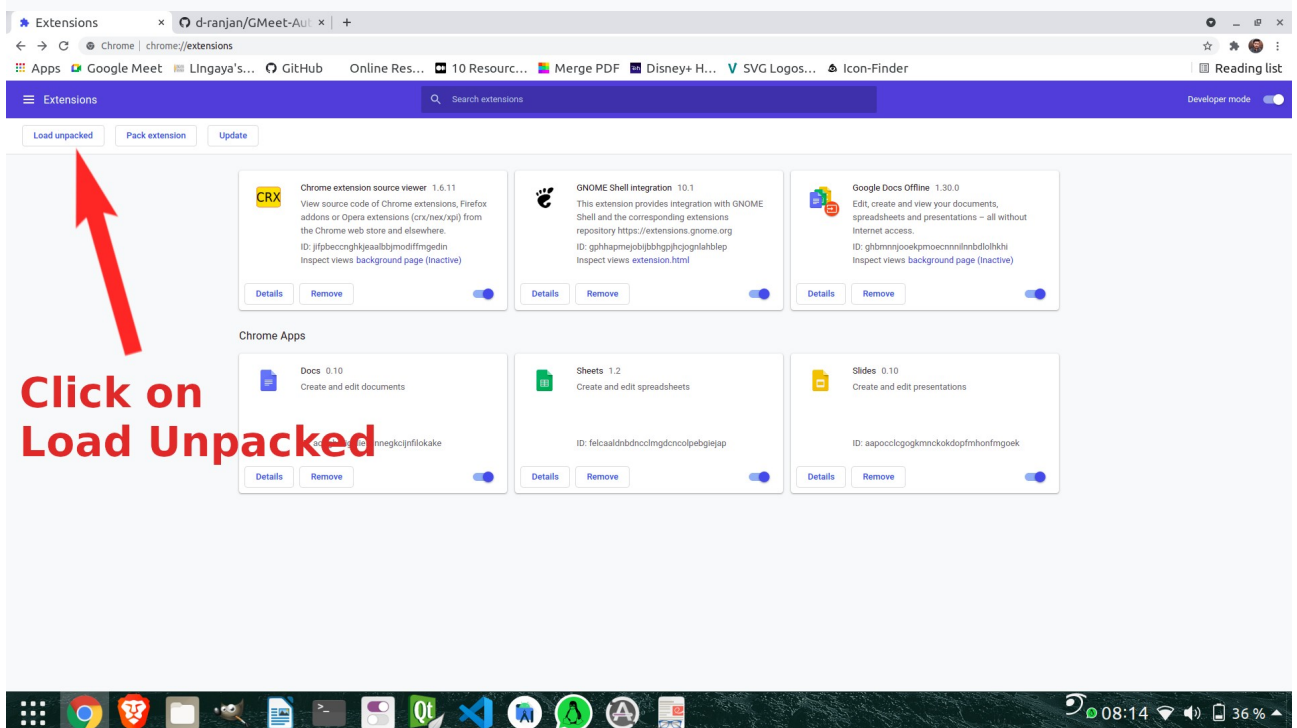 Extensions × d-ranjan/GMeet-Aut × +
Chrome | chrome://extensions
Apps Google Meet LIngaya's... GitHub Online Res... 10 Resourc... Merge PDF Disney+ H... SVG Logos... Icon-Finder Reading list
Extensions Search extensions Developer mode
Load unpacked Pack extension Update
CRX
Chrome extension source viewer 1.6.11
View source code of Chrome extensions, Firefox
addons or Opera extensions (crx/nex/xpi) from
the Chrome web store and elsewhere.
ID: jifpbeccnghkjeaalbbjmodiffmgedin
Inspect views background page (Inactive)
Details Remove
GNOME Shell integration 10.1
This extension provides integration with GNOME
Shell and the corresponding extensions
repository https://extensions.gnome.org
ID: gphhapmejobijbbhgpjhcjognlahblep
Inspect views extension.html
Details Remove
Google Docs Offline 1.30.0
Edit, create and view your documents,
spreadsheets and presentations – all without
Internet access.
ID: ghbmnnjooekpmoecnnnilnnbdlolhkhi
Inspect views background page (Inactive)
Details Remove
Chrome Apps
Docs 0.10
Create and edit documents
Details Remove
Sheets 1.2
Create and edit spreadsheets
ID: felcaaldnbdncclmgdcncolpebgiejap
Details Remove
Slides 0.10
Create and edit presentations
ID: aapocclcgogkmnckokdopfmhonfmgoek
Details Remove
Click on
Load Unpacked
08:14 36 %